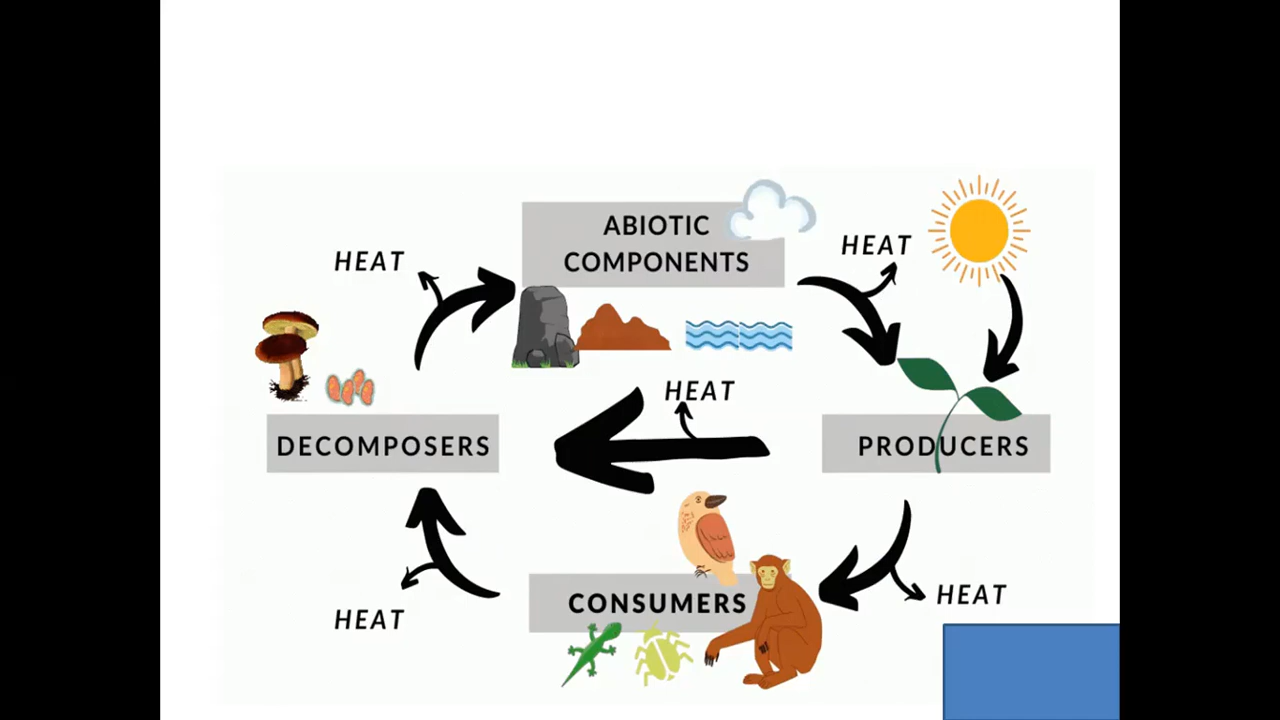 ABIOTIC
COMPONENTS
HEAT
HEAT
HEAT
DECOMPOSERS
PRODUCERS
CONSUMERS
HEAT
HEAT